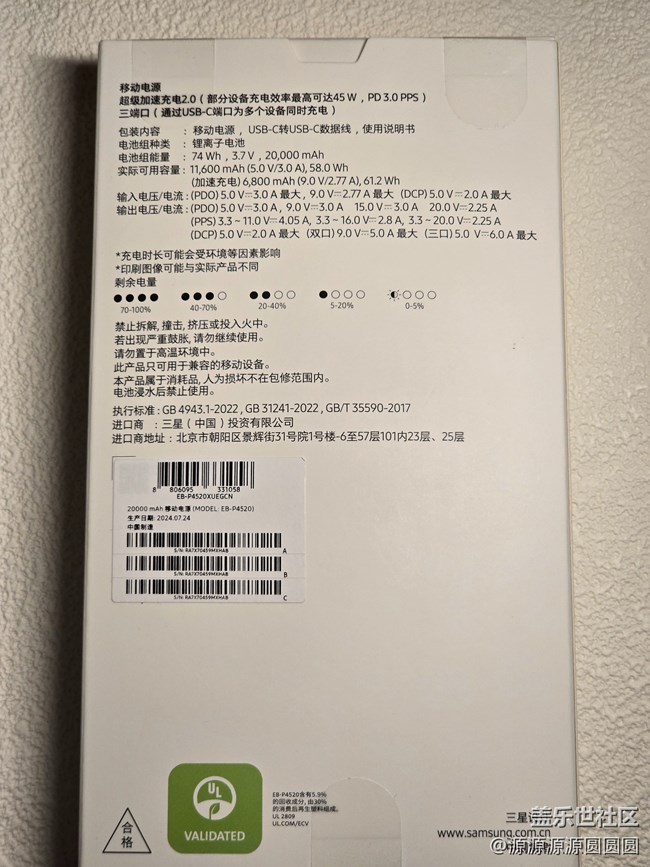 移动电源
超级加速充电2.0（部分设备充电效率最高可达45 W，PD 3.0 PPS）
三端口（通过USB-C端口为多个设备同时充电）
包装内容 ：移动电源，USB-C转USB-C数据线，使用说明书
电池组种类 ：锂离子电池
电池组能量 ：74 Wh，3.7 V，20,000 mAh
实际可用容量：11,600 mAh (5.0 V/3.0 A), 58.0 Wh
(加速充电) 6,800 mAh (9.0 V/2.77 A), 61.2 Wh
输入电压/电流：(PDO) 5.0 V⎓3.0 A 最大，9.0 V⎓2.77 A 最大 (DCP) 5.0 V⎓2.0 A 最大
输出电压/电流：(PDO) 5.0 V⎓3.0 A , 9.0 V⎓3.0 A 15.0 V⎓3.0 A 20.0 V⎓2.25 A
(PPS) 3.3 ~ 11.0 V⎓4.05 A, 3.3 ~ 16.0 V⎓2.8 A, 3.3 ~ 20.0 V⎓2.25 A
(DCP) 5.0 V⎓2.0 A 最大（双口) 9.0 V⎓5.0 A 最大（三口) 5.0 V⎓6.0 A 最大
*充电时长可能会受环境等因素影响
*印刷图像可能与实际产品不同
剩余电量
70-100% 40-70% 20-40% 5-20% 0-5%
禁止拆解, 撞击, 挤压或投入火中。
若出现严重鼓胀, 请勿继续使用。
请勿置于高温环境中。
此产品只可用于兼容的移动设备。
本产品属于消耗品, 人为损坏不在包修范围内。
电池浸水后禁止使用。
执行标准：GB 4943.1-2022 , GB 31241-2022 , GB/T 35590-2017
进口商 ：三星（中国）投资有限公司
进口商地址：北京市朝阳区景辉街31号院1号楼-6至57层101内23层、25层
8 806095 331058
EB-P4520XUEGCN
20000 mAh 移动电源 (MODEL: EB-P4520)
生产日期: 2024.07.24
中国制造
S/N: RA7X70459MXHAB A
S/N: RA7X70459MXHAB B
S/N: RA7X70459MXHAB C
UL
VALIDATED
EB-P4520含有5.9%
的回收成分, 由30%
的消费后再生塑料组成。
UL 2809
UL.COM/ECV
合格
三星
www.samsung.com.cn
盖乐世社区
@源源源源圆圆圆